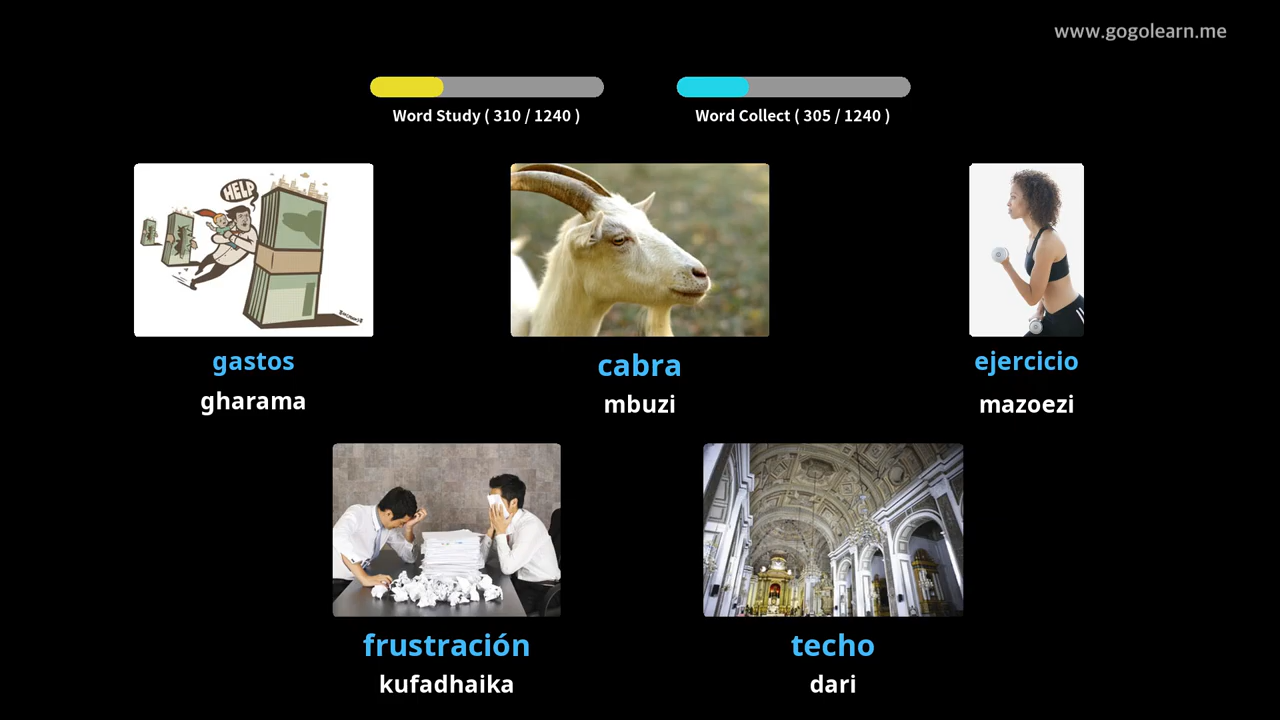 www.gogolearn.me
Word Study ( 310 / 1240 )
Word Collect ( 305 / 1240 )
HELP
gastos
gharama
cabra
mbuzi
ejercicio
mazoezi
frustración
kufadhaika
techo
dari